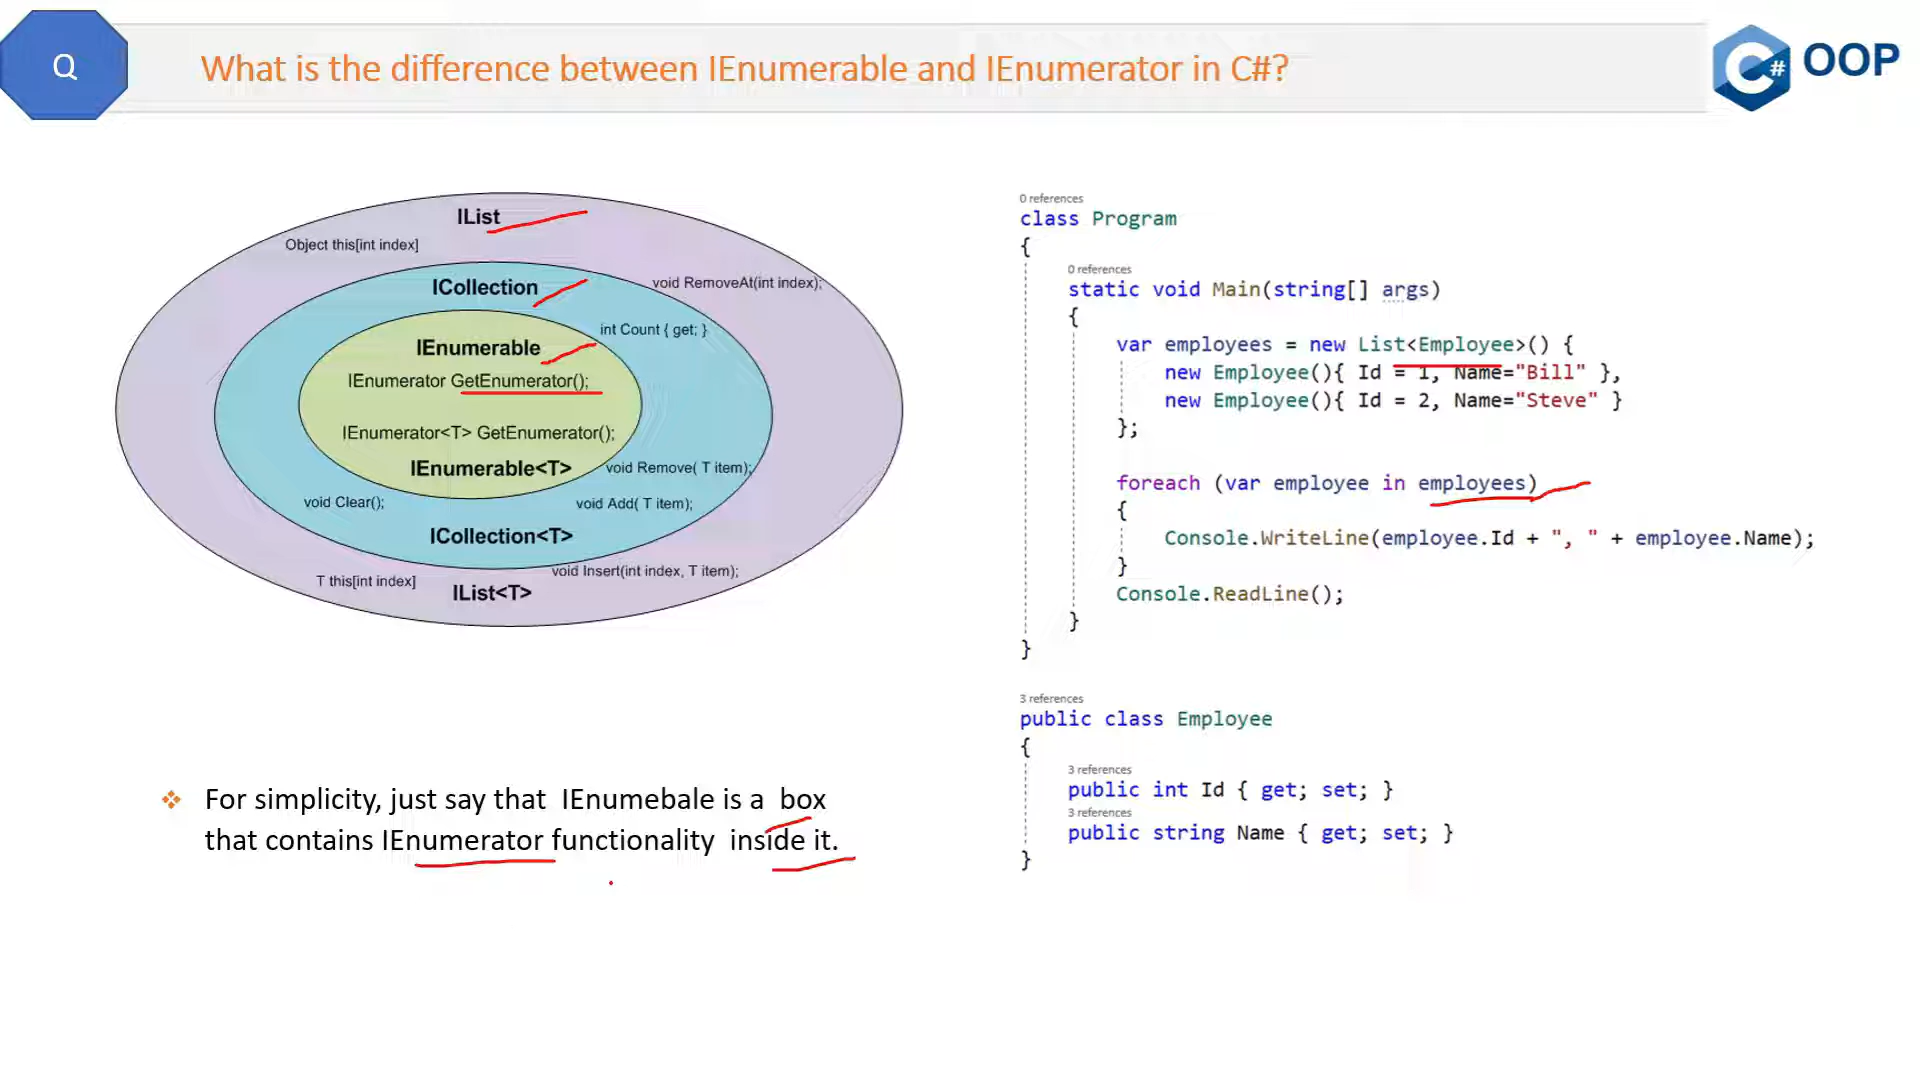 Q
What is the difference between IEnumerable and IEnumerator in C#?
C# OOP
IList
Object this[int index]
ICollection
void RemoveAt(int index);
int Count { get; }
IEnumerable
IEnumerator GetEnumerator();
IEnumerator<T> GetEnumerator();
IEnumerable<T>
void Remove( T item);
void Clear();
void Add( T item);
ICollection<T>
void Insert(int index, T item);
T this[int index]
IList<T>
For simplicity, just say that IEnumebale is a box
that contains IEnumerator functionality inside it.
0 references
class Program
{
0 references
static void Main(string[] args)
{
var employees = new List<Employee>() {
new Employee(){ Id = 1, Name="Bill" },
new Employee(){ Id = 2, Name="Steve" }
};
foreach (var employee in employees)
{
Console.WriteLine(employee.Id + ", " + employee.Name);
}
Console.ReadLine();
}
}
3 references
public class Employee
{
3 references
public int Id { get; set; }
3 references
public string Name { get; set; }
}